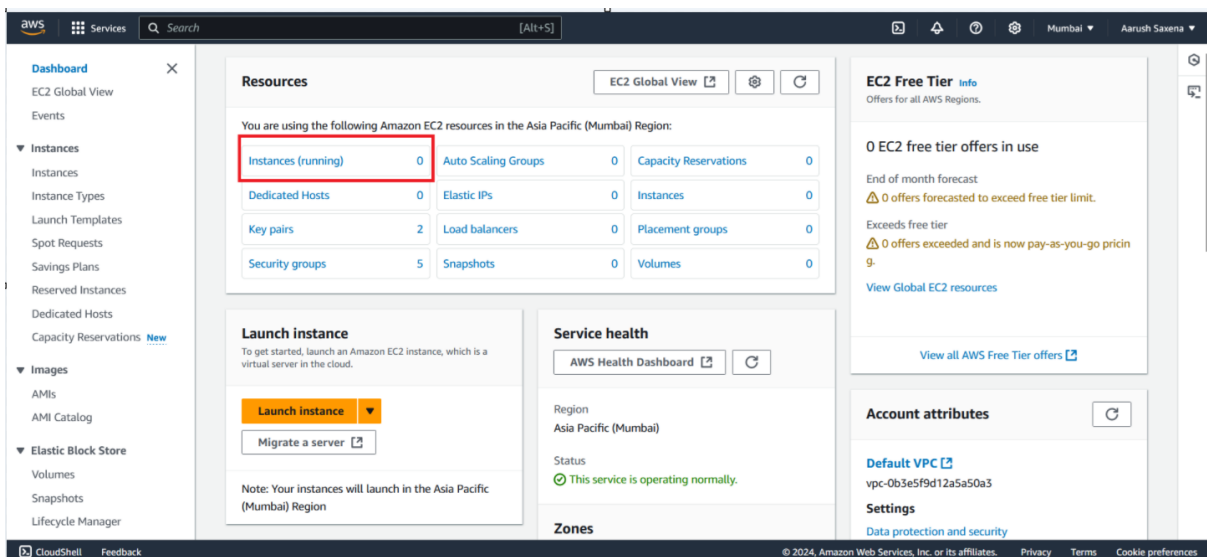 aws
Services
Search
[Alt+S]
Mumbai ▼
Aarush Saxena ▼
Dashboard
EC2 Global View
Events
Instances
Instances
Instance Types
Launch Templates
Spot Requests
Savings Plans
Reserved Instances
Dedicated Hosts
Capacity Reservations New
Images
AMIs
AMI Catalog
Elastic Block Store
Volumes
Snapshots
Lifecycle Manager
Resources
EC2 Global View
You are using the following Amazon EC2 resources in the Asia Pacific (Mumbai) Region:
Instances (running) 0
Auto Scaling Groups 0
Capacity Reservations 0
Dedicated Hosts 0
Elastic IPs 0
Instances 0
Key pairs 2
Load balancers 0
Placement groups 0
Security groups 5
Snapshots 0
Volumes 0
Launch instance
To get started, launch an Amazon EC2 instance, which is a
virtual server in the cloud.
Launch instance
Migrate a server
Note: Your instances will launch in the Asia Pacific
(Mumbai) Region
Service health
AWS Health Dashboard
Region
Asia Pacific (Mumbai)
Status
This service is operating normally.
Zones
EC2 Free Tier Info
Offers for all AWS Regions.
0 EC2 free tier offers in use
End of month forecast
0 offers forecasted to exceed free tier limit.
Exceeds free tier
0 offers exceeded and is now pay-as-you-go pricin
g.
View Global EC2 resources
View all AWS Free Tier offers
Account attributes
Default VPC
vpc-0b3e5f9d12a5a50a3
Settings
Data protection and security
CloudShell
Feedback
© 2024, Amazon Web Services, Inc. or its affiliates.
Privacy
Terms
Cookie preferences